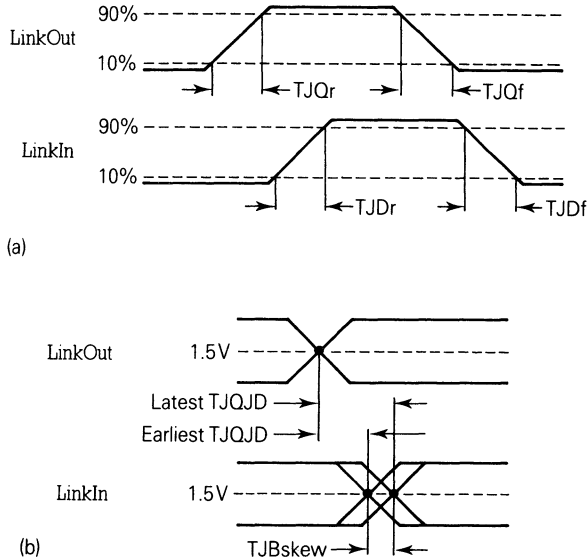 90%
LinkOut
10%
TJQr
TJQf
90%
LinkIn
10%
TJDr
TJDf
(a)
LinkOut
1.5V
Latest TJQJD
Earliest TJQJD
LinkIn
1.5V
(b)
TJBskew